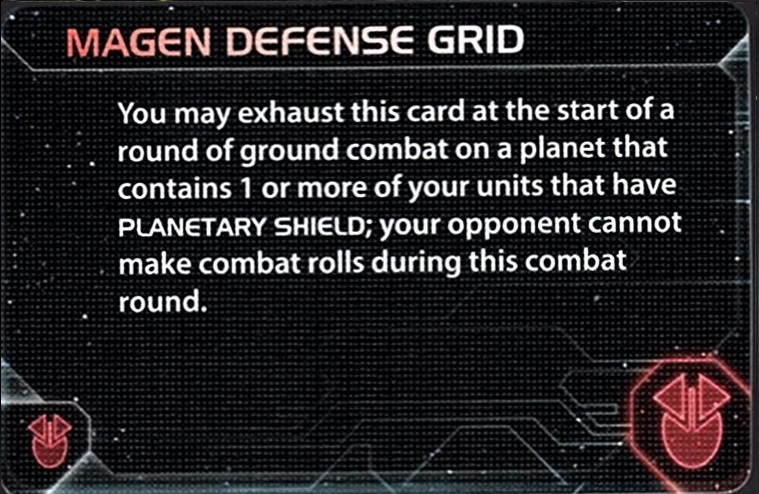 MAGEN DEFENSE GRID
You may exhaust this card at the start of a
round of ground combat on a planet that
contains 1 or more of your units that have
PLANETARY SHIELD; your opponent cannot
make combat rolls during this combat
round.